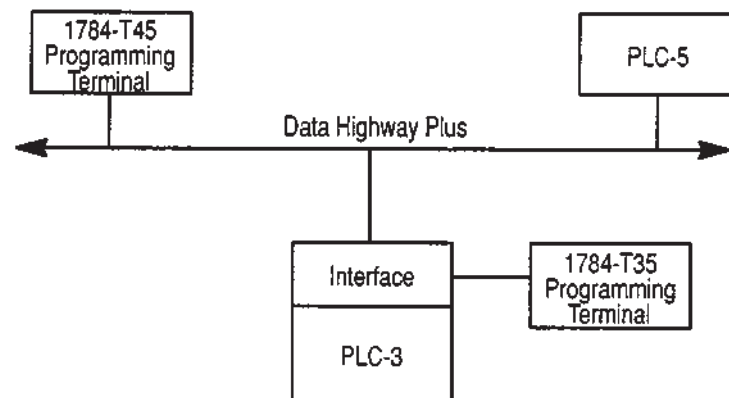 1784-T45
Programming
Terminal
PLC-5
Data Highway Plus
Interface
1784-T35
Programming
Terminal
PLC-3